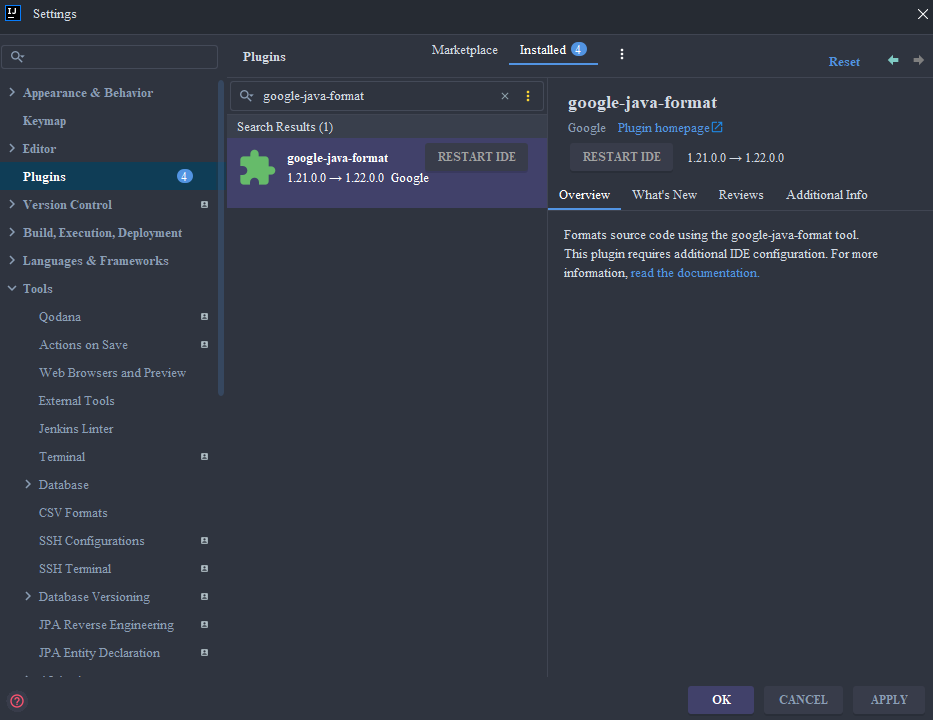 IJ
Settings
Plugins
Marketplace
Installed 4
Reset
Appearance & Behavior
Keymap
Editor
Plugins 4
Version Control
Build, Execution, Deployment
Languages & Frameworks
Tools
Qodana
Actions on Save
Web Browsers and Preview
External Tools
Jenkins Linter
Terminal
Database
CSV Formats
SSH Configurations
SSH Terminal
Database Versioning
JPA Reverse Engineering
JPA Entity Declaration
google-java-format
Search Results (1)
google-java-format
RESTART IDE
1.21.0.0 → 1.22.0.0 Google
google-java-format
Google Plugin homepage
RESTART IDE 1.21.0.0 → 1.22.0.0
Overview What's New Reviews Additional Info
Formats source code using the google-java-format tool.
This plugin requires additional IDE configuration. For more
information, read the documentation.
?
OK CANCEL APPLY